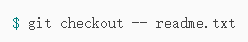 $ git checkout -- readme.txt